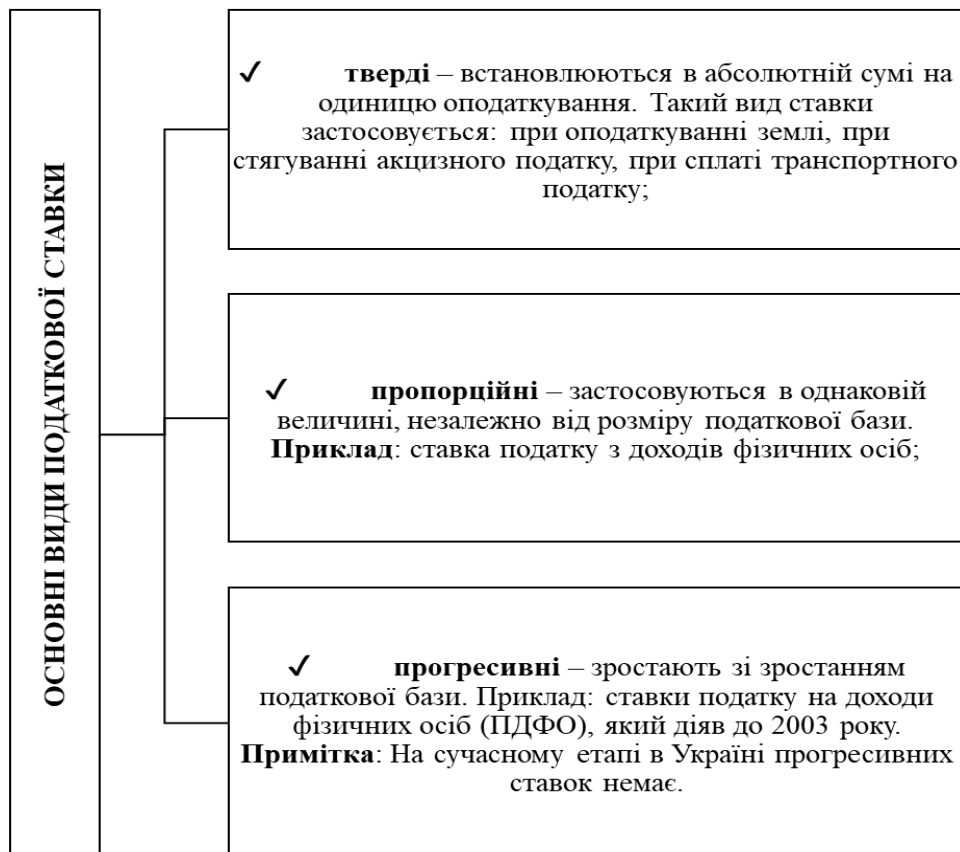 ОСНОВНІ ВИДИ ПОДАТКОВОЇ СТАВКИ
✓ тверді – встановлюються в абсолютній сумі на
одиницю оподаткування. Такий вид ставки
застосовується: при оподаткуванні землі, при
стягуванні акцизного податку, при сплаті транспортного
податку;
✓ пропорційні – застосовуються в однаковій
величині, незалежно від розміру податкової бази.
Приклад: ставка податку з доходів фізичних осіб;
✓ прогресивні – зростають зі зростанням
податкової бази. Приклад: ставки податку на доходи
фізичних осіб (ПДФО), який діяв до 2003 року.
Примітка: На сучасному етапі в Україні прогресивних
ставок немає.